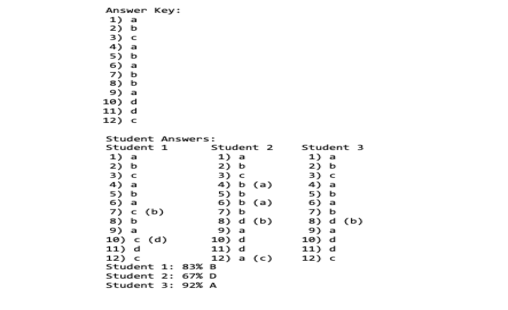 Answer Key:
1) a
2) b
3) c
4) a
5) b
6) a
7) b
8) b
9) a
10) d
11) d
12) c
Student Answers:
Student 1 Student 2 Student 3
1) a 1) a 1) a
2) b 2) b 2) b
3) c 3) c 3) c
4) a 4) b (a) 4) a
5) b 5) b 5) b
6) a 6) b (a) 6) a
7) c (b) 7) b 7) b
8) b 8) d (b) 8) d (b)
9) a 9) a 9) a
10) c (d) 10) d 10) d
11) d 11) d 11) d
12) c 12) a (c) 12) c
Student 1: 83% B
Student 2: 67% D
Student 3: 92% A